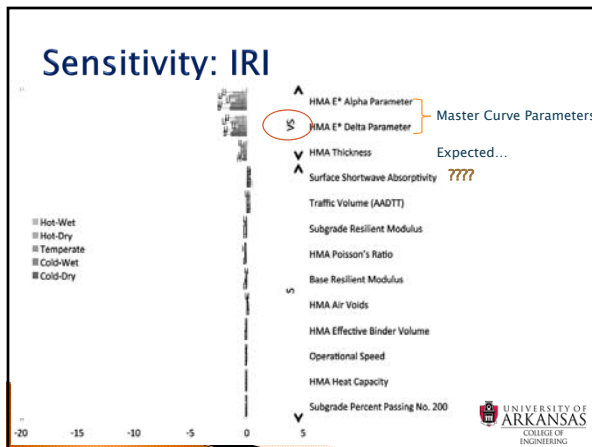 Sensitivity: IRI
HMA E* Alpha Parameter
Master Curve Parameters
VS
HMA E* Delta Parameter
HMA Thickness
Expected…
Surface Shortwave Absorptivity
????
Traffic Volume (AADTT)
Subgrade Resilient Modulus
HMA Poisson's Ratio
Base Resilient Modulus
S
HMA Air Voids
HMA Effective Binder Volume
Operational Speed
HMA Heat Capacity
Subgrade Percent Passing No. 200
Hot-Wet
Hot-Dry
Temperate
Cold-Wet
Cold-Dry
-20 -15 -10 -5 0 5
UNIVERSITY OF
ARKANSAS
COLLEGE OF
ENGINEERING